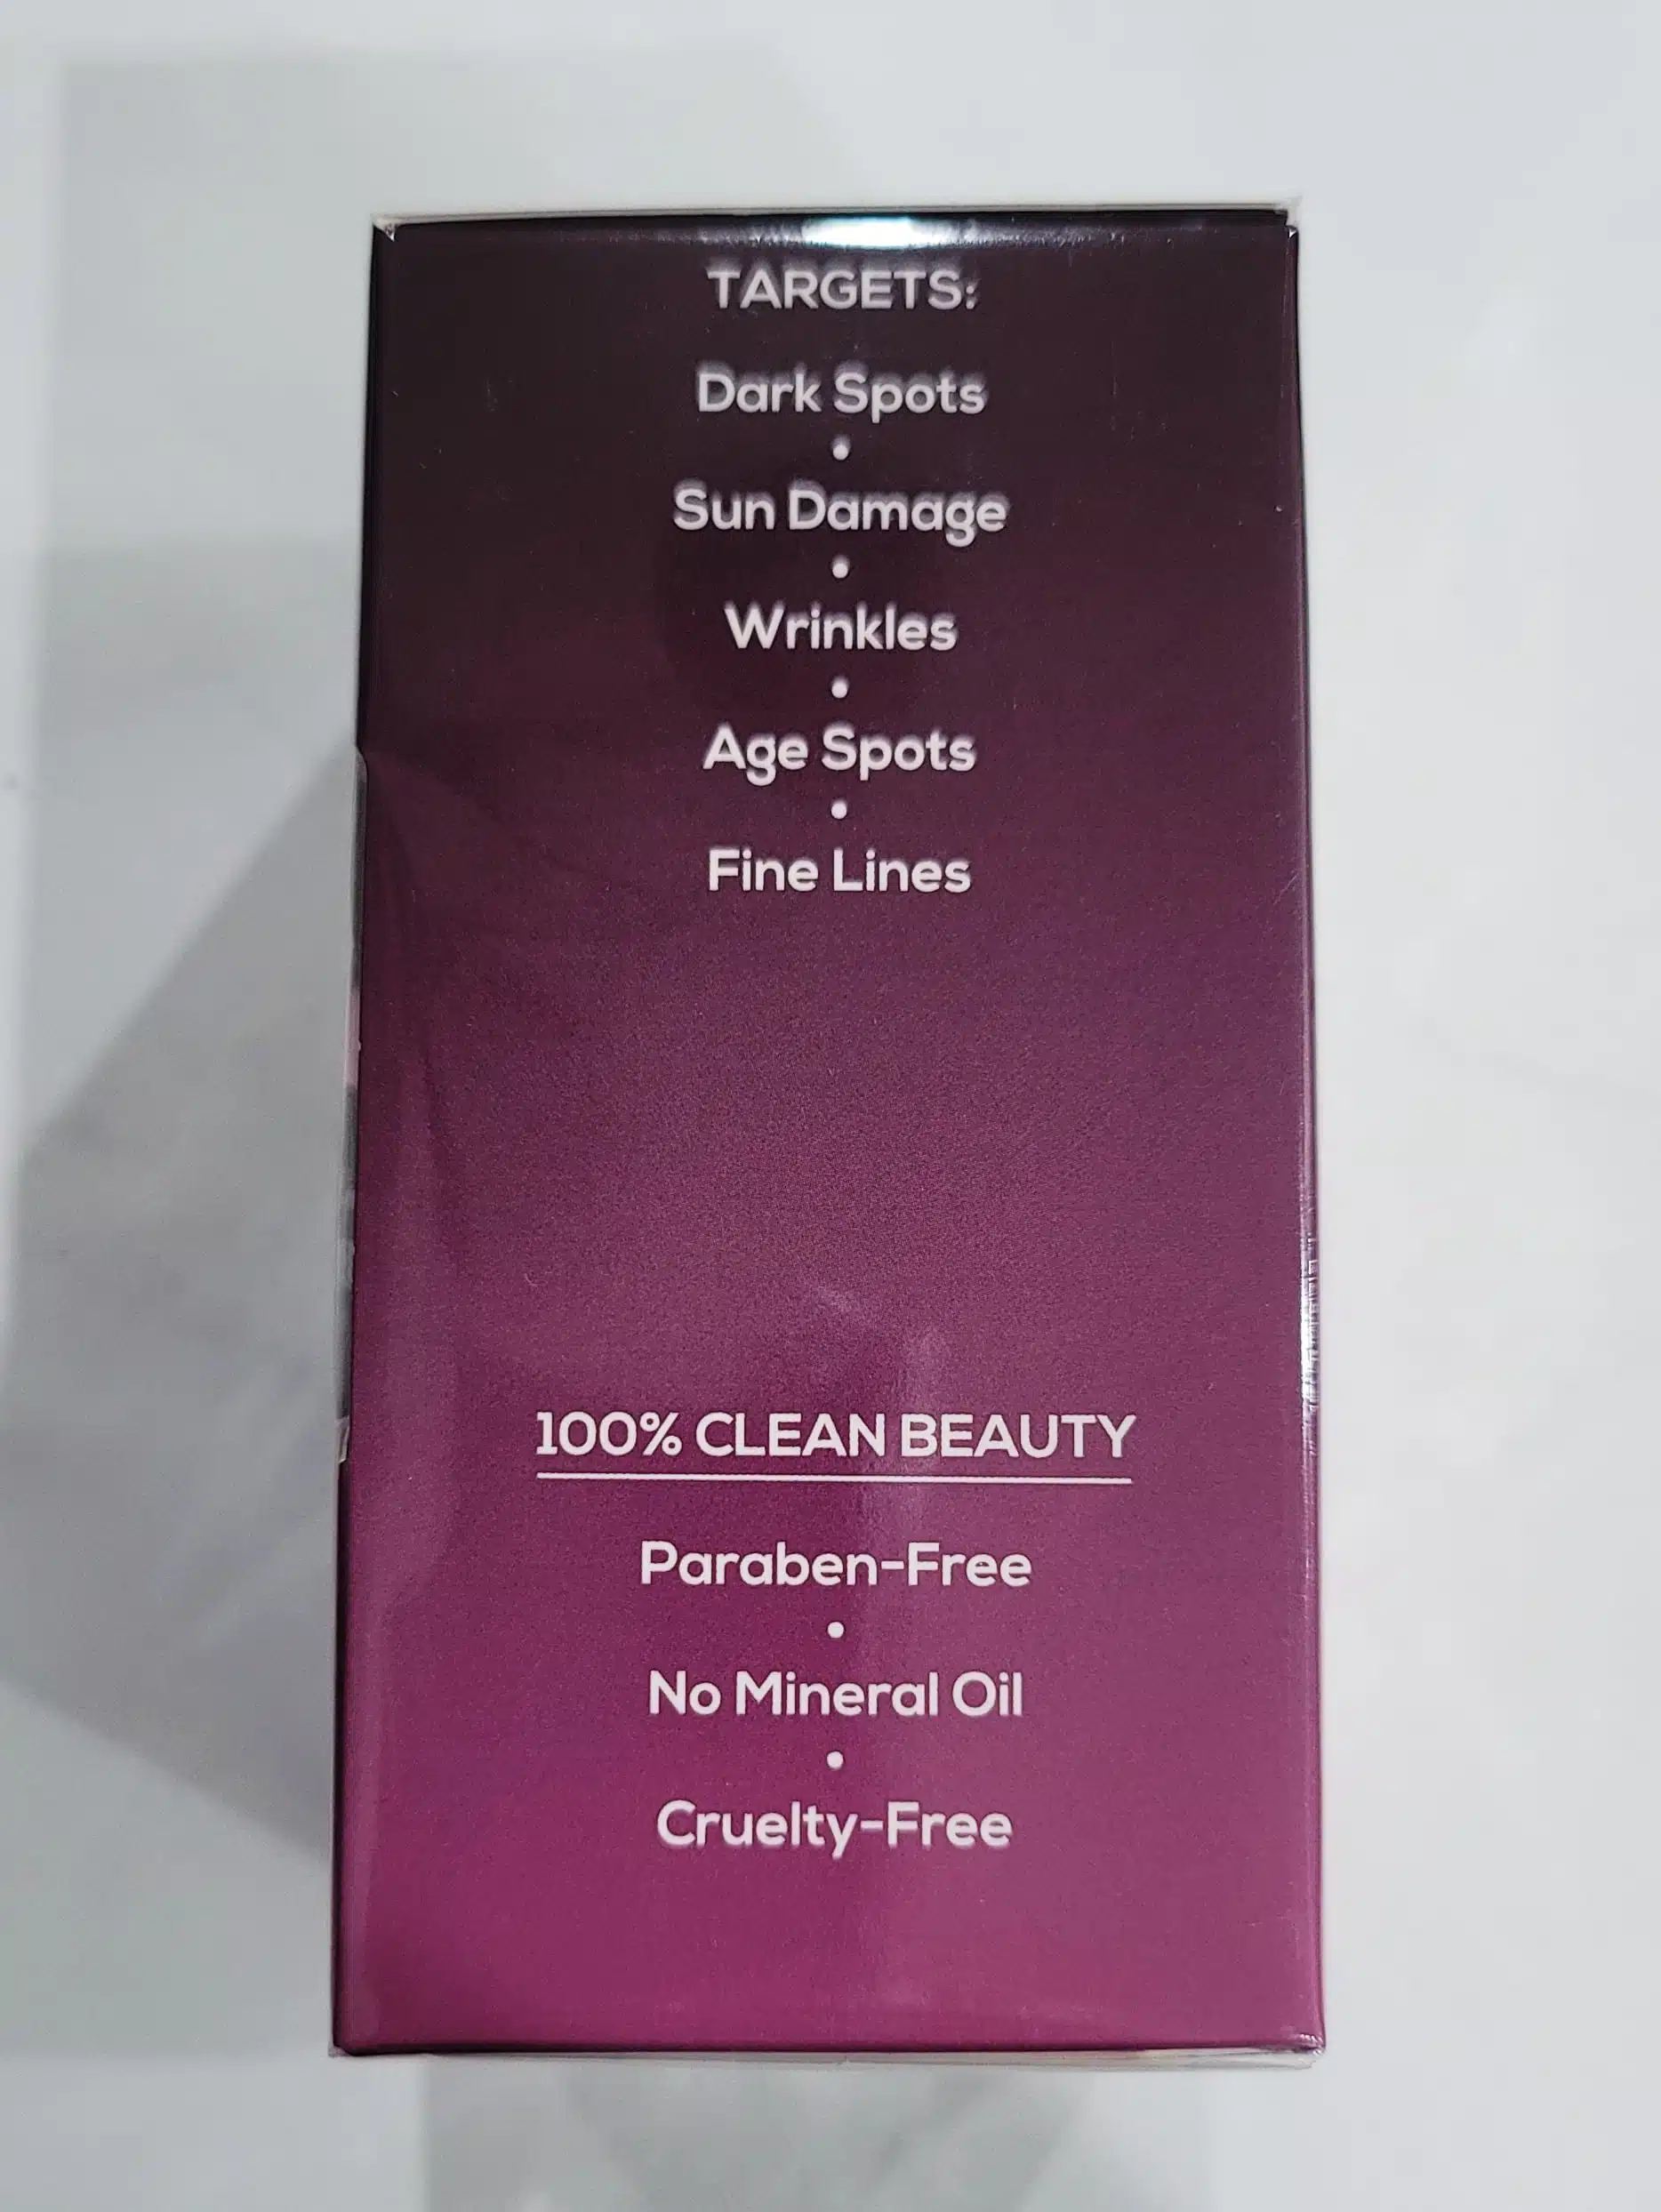 TARGETS:
Dark Spots
•
Sun Damage
•
Wrinkles
•
Age Spots
•
Fine Lines
100% CLEAN BEAUTY
Paraben-Free
•
No Mineral Oil
•
Cruelty-Free